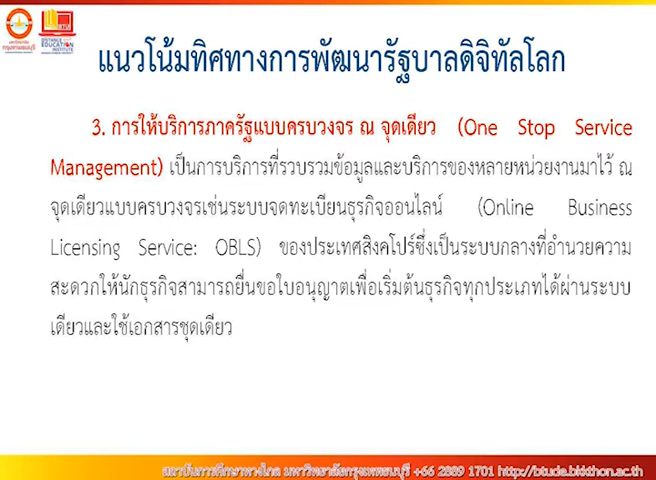 แนวโน้มทิศทางการพัฒนารัฐบาลดิจิทัลโลก
3. การให้บริการภาครัฐแบบครบวงจร ณ จุดเดียว (One Stop Service
Management) เป็นการบริการที่รวบรวมข้อมูลและบริการของหลายหน่วยงานมาไว้ ณ
จุดเดียวแบบครบวงจรเช่นระบบจดทะเบียนธุรกิจออนไลน์ (Online Business
Licensing Service: OBLS) ของประเทศสิงคโปร์ซึ่งเป็นระบบกลางที่อำนวยความ
สะดวกให้นักธุรกิจสามารถยื่นขอใบอนุญาตเพื่อเริ่มต้นธุรกิจทุกประเภทได้ผ่านระบบ
เดียวและใช้เอกสารชุดเดียว
สถาบันการศึกษาทางไกล มหาวิทยาลัยกรุงเทพธนบุรี +66 2889 1701 http://btude.bkkthon.ac.th